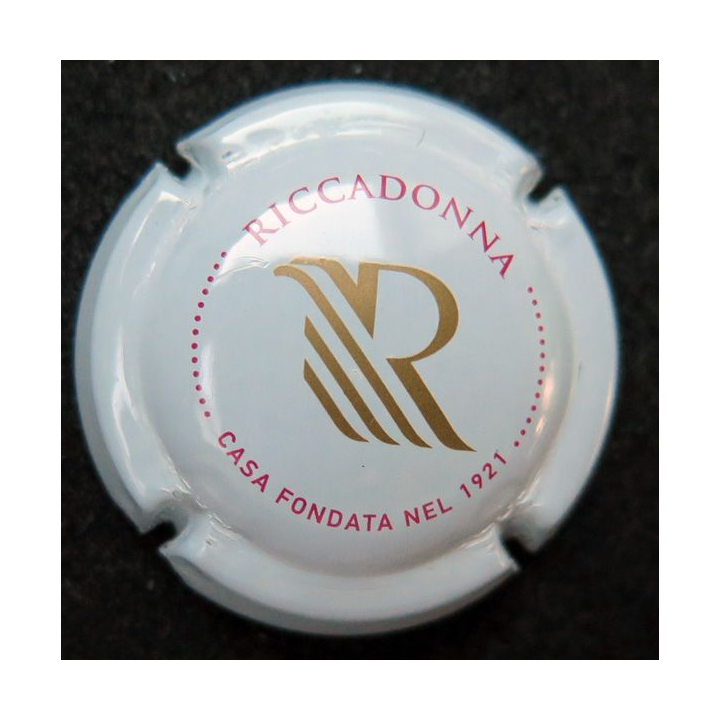 RICCADONNA
R
CASA FONDATA NEL 1921